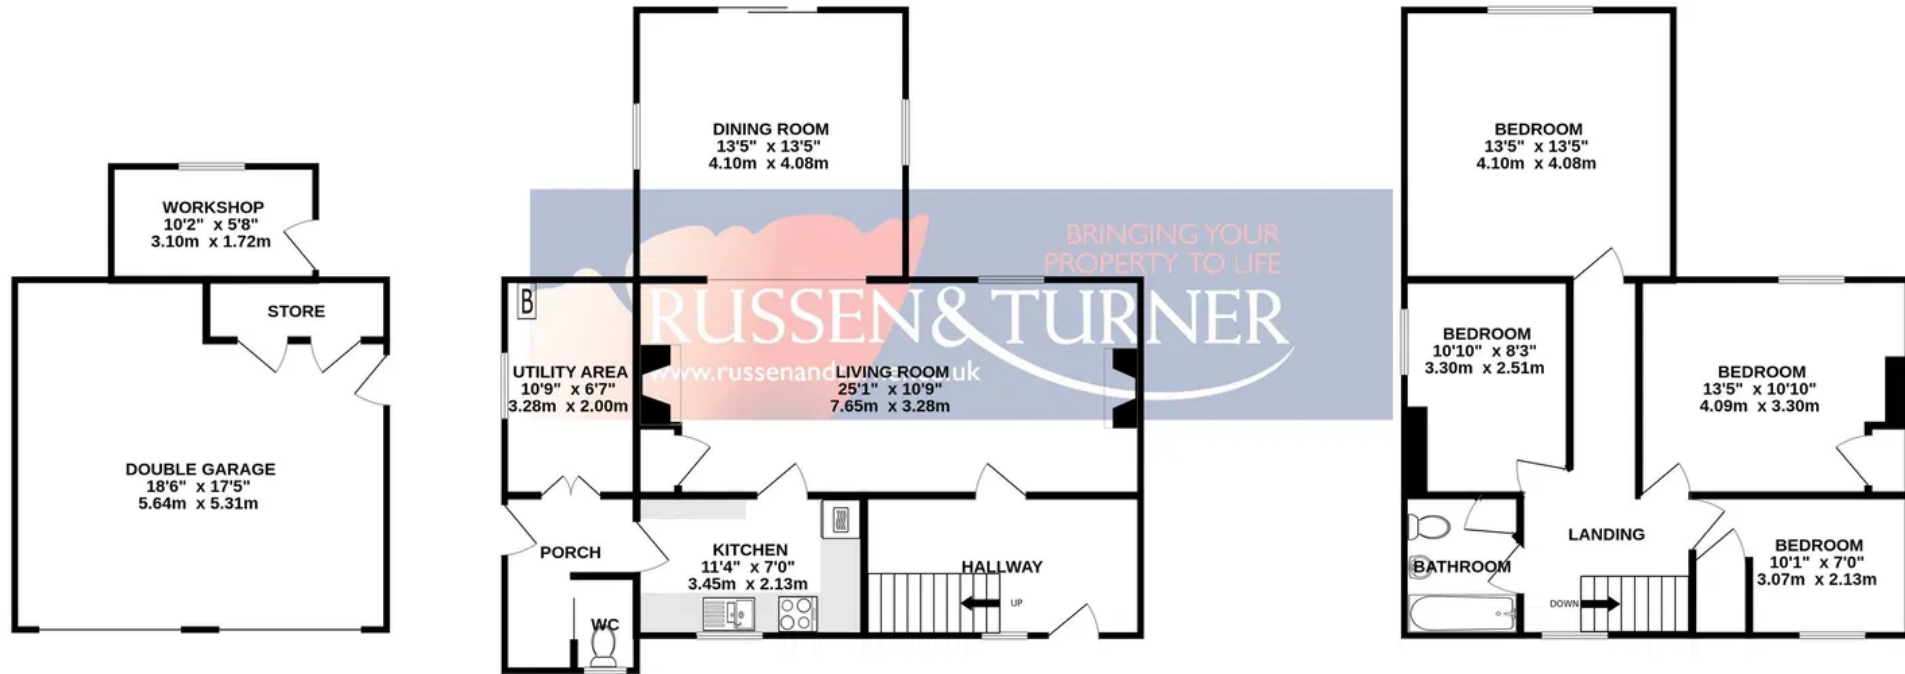 WORKSHOP
10'2" x 5'8"
3.10m x 1.72m
STORE
DOUBLE GARAGE
18'6" x 17'5"
5.64m x 5.31m
DINING ROOM
13'5" x 13'5"
4.10m x 4.08m
BRINGING YOUR
PROPERTY TO LIFE
RUSSEN & TURNER
B
UTILITY AREA
10'9" x 6'7"
3.28m x 2.00m
LIVING ROOM
25'1" x 10'9"
7.65m x 3.28m
PORCH
WC
KITCHEN
11'4" x 7'0"
3.45m x 2.13m
HALLWAY
UP
BEDROOM
13'5" x 13'5"
4.10m x 4.08m
BEDROOM
10'10" x 8'3"
3.30m x 2.51m
BEDROOM
13'5" x 10'10"
4.09m x 3.30m
BATHROOM
LANDING
DOWN
BEDROOM
10'1" x 7'0"
3.07m x 2.13m